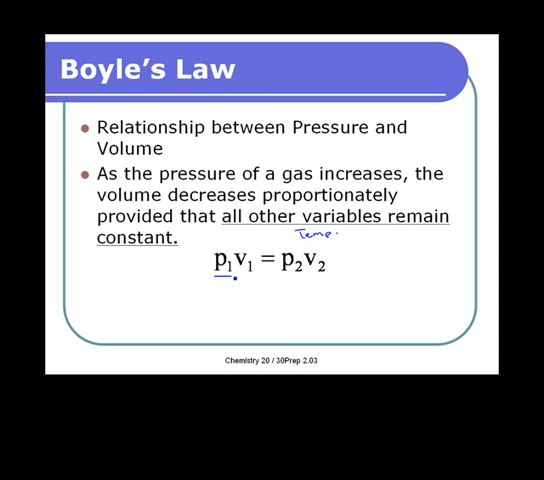 Boyle's Law
Relationship between Pressure and
Volume
As the pressure of a gas increases, the
volume decreases proportionately
provided that all other variables remain
constant.
Temp.
p₁v₁ = p₂v₂
Chemistry 20 / 30Prep 2.03